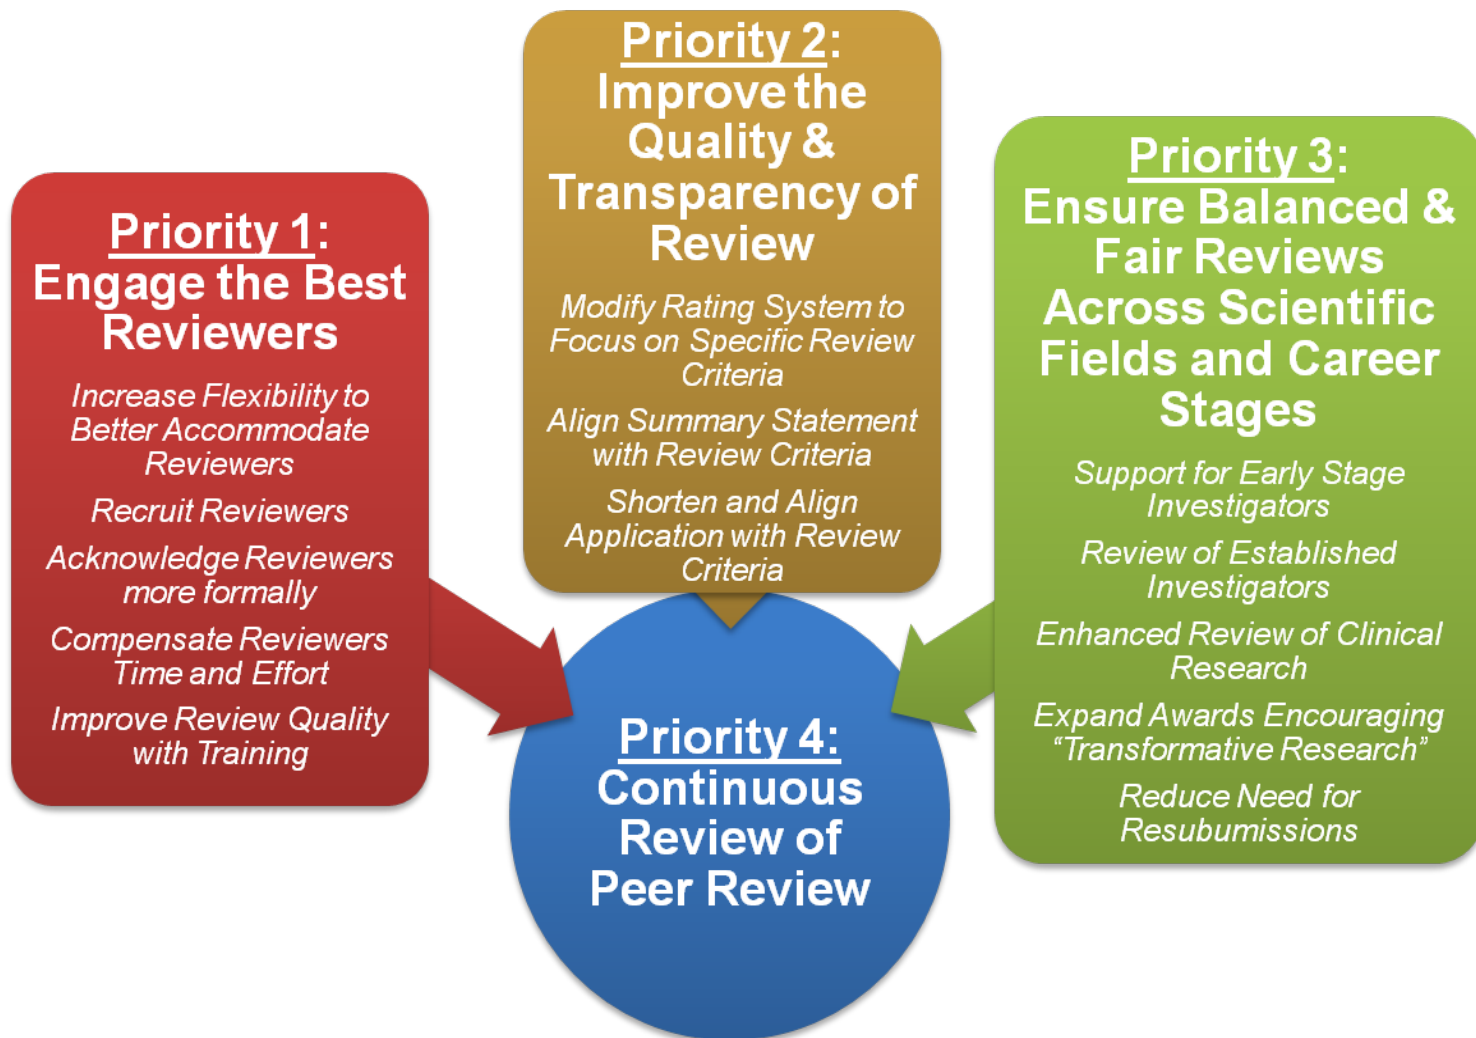 Priority 1:
Engage the Best
Reviewers
Increase Flexibility to
Better Accommodate
Reviewers
Recruit Reviewers
Acknowledge Reviewers
more formally
Compensate Reviewers
Time and Effort
Improve Review Quality
with Training
Priority 2:
Improve the
Quality &
Transparency of
Review
Modify Rating System to
Focus on Specific Review
Criteria
Align Summary Statement
with Review Criteria
Shorten and Align
Application with Review
Criteria
Priority 3:
Ensure Balanced &
Fair Reviews
Across Scientific
Fields and Career
Stages
Support for Early Stage
Investigators
Review of Established
Investigators
Enhanced Review of Clinical
Research
Expand Awards Encouraging
“Transformative Research”
Reduce Need for
Resubumissions
Priority 4:
Continuous
Review of
Peer Review